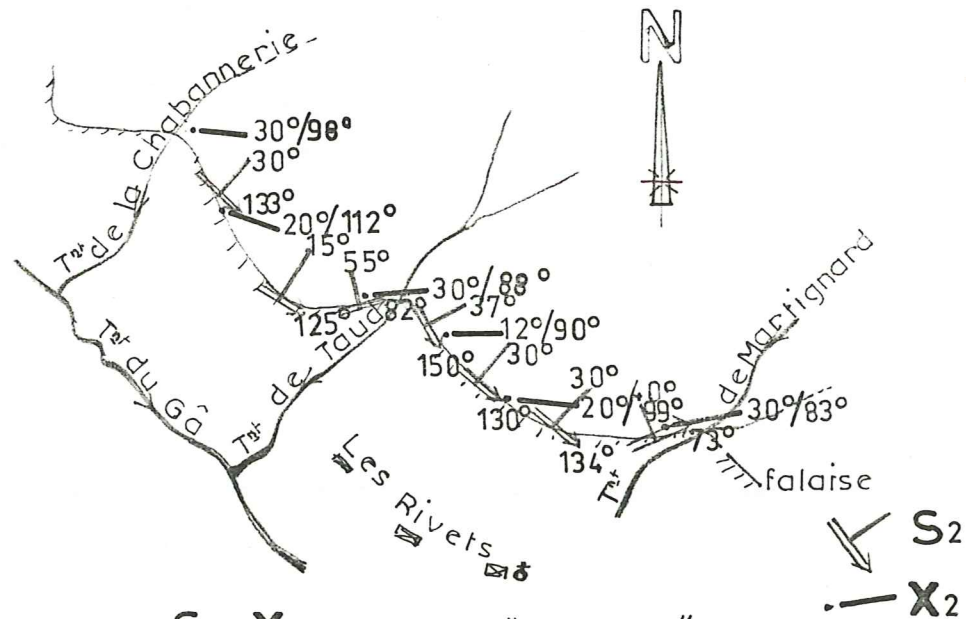 N
Tnt de la Chabannerie
30°/98°
30°
133°
20°/112°
15°
55°
30°/88°
82°
125°
37°
12°/90°
150°
30°
30°
130°
20°/99°
40°
30°/83°
73°
134°
Tnt de Martignard
Tnt de Taud
Tnt du Gâ
Les Rivets
falaise
S2
X2